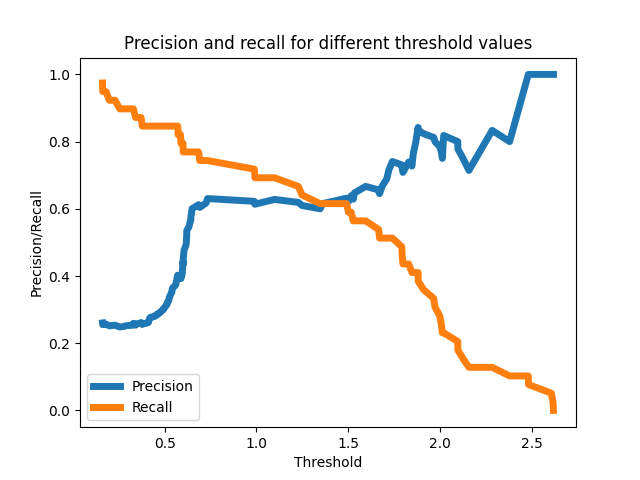 Precision and recall for different threshold values
1.0
0.8
0.6
0.4
0.2
0.0
Precision/Recall
Precision
Recall
0.5 1.0 1.5 2.0 2.5
Threshold